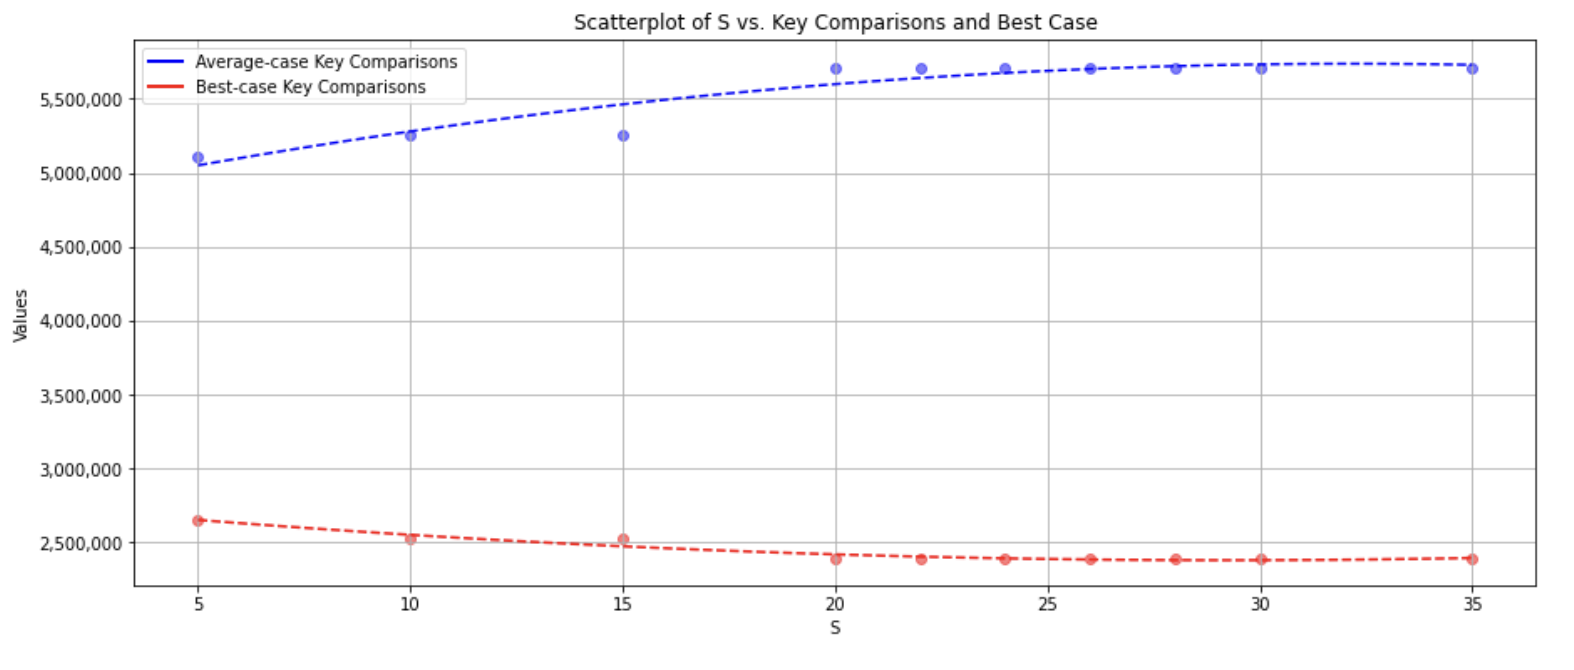 Scatterplot of S vs. Key Comparisons and Best Case
Average-case Key Comparisons
Best-case Key Comparisons
Values
5,500,000
5,000,000
4,500,000
4,000,000
3,500,000
3,000,000
2,500,000
5 10 15 20 25 30 35
S